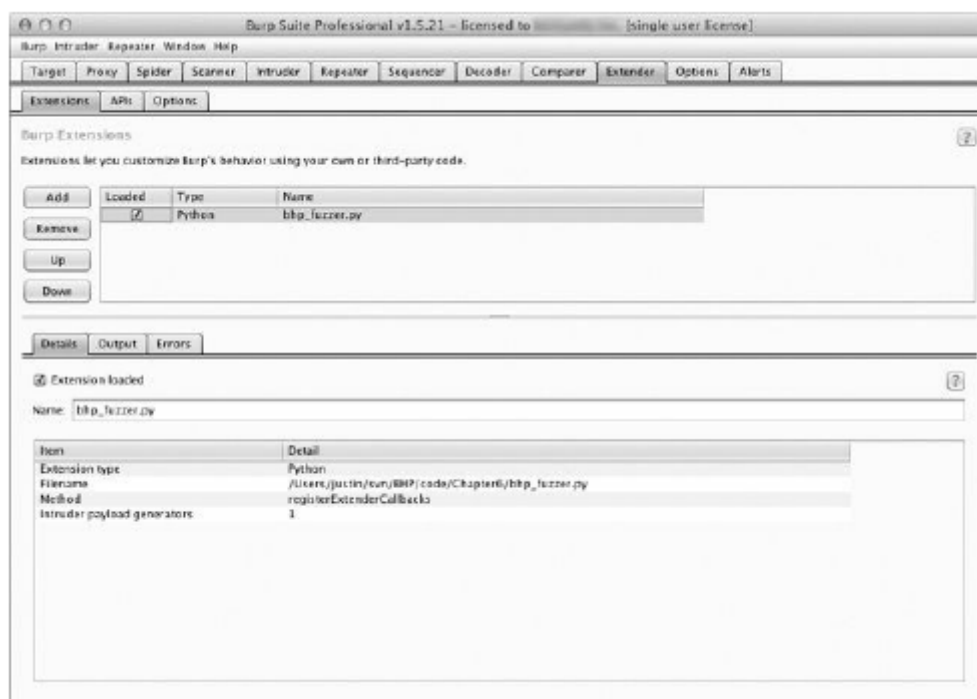 Burp Suite Professional v1.5.21 – licensed to [single user license]
Burp Intruder Repeater Window Help
Target Proxy Spider Scanner Intruder Repeater Sequencer Decoder Comparer Extender Options Alerts
Extensions APIs Options
Burp Extensions
?
Extensions let you customize Burp's behavior using your own or third-party code.
Add
Loaded Type Name
Python bhp_fuzzer.py
Remove
Up
Down
Details Output Errors
Extension loaded
?
Name: bhp_fuzzer.py
Item Detail
Extension type Python
Filename /Users/justin/svn/BHP/code/Chapter6/bhp_fuzzer.py
Method registerExtenderCallbacks
Intruder payload generators 1